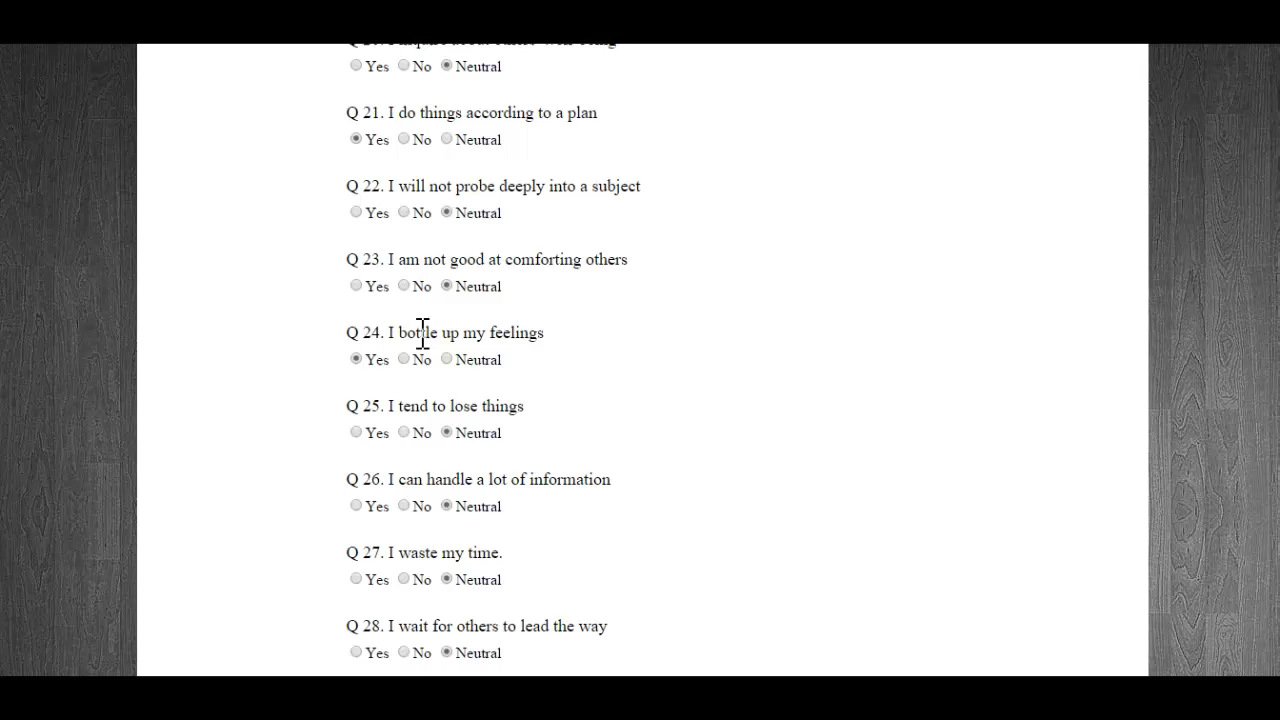 Yes No Neutral
Q 21. I do things according to a plan
Yes No Neutral
Q 22. I will not probe deeply into a subject
Yes No Neutral
Q 23. I am not good at comforting others
Yes No Neutral
Q 24. I bottle up my feelings
Yes No Neutral
Q 25. I tend to lose things
Yes No Neutral
Q 26. I can handle a lot of information
Yes No Neutral
Q 27. I waste my time.
Yes No Neutral
Q 28. I wait for others to lead the way
Yes No Neutral